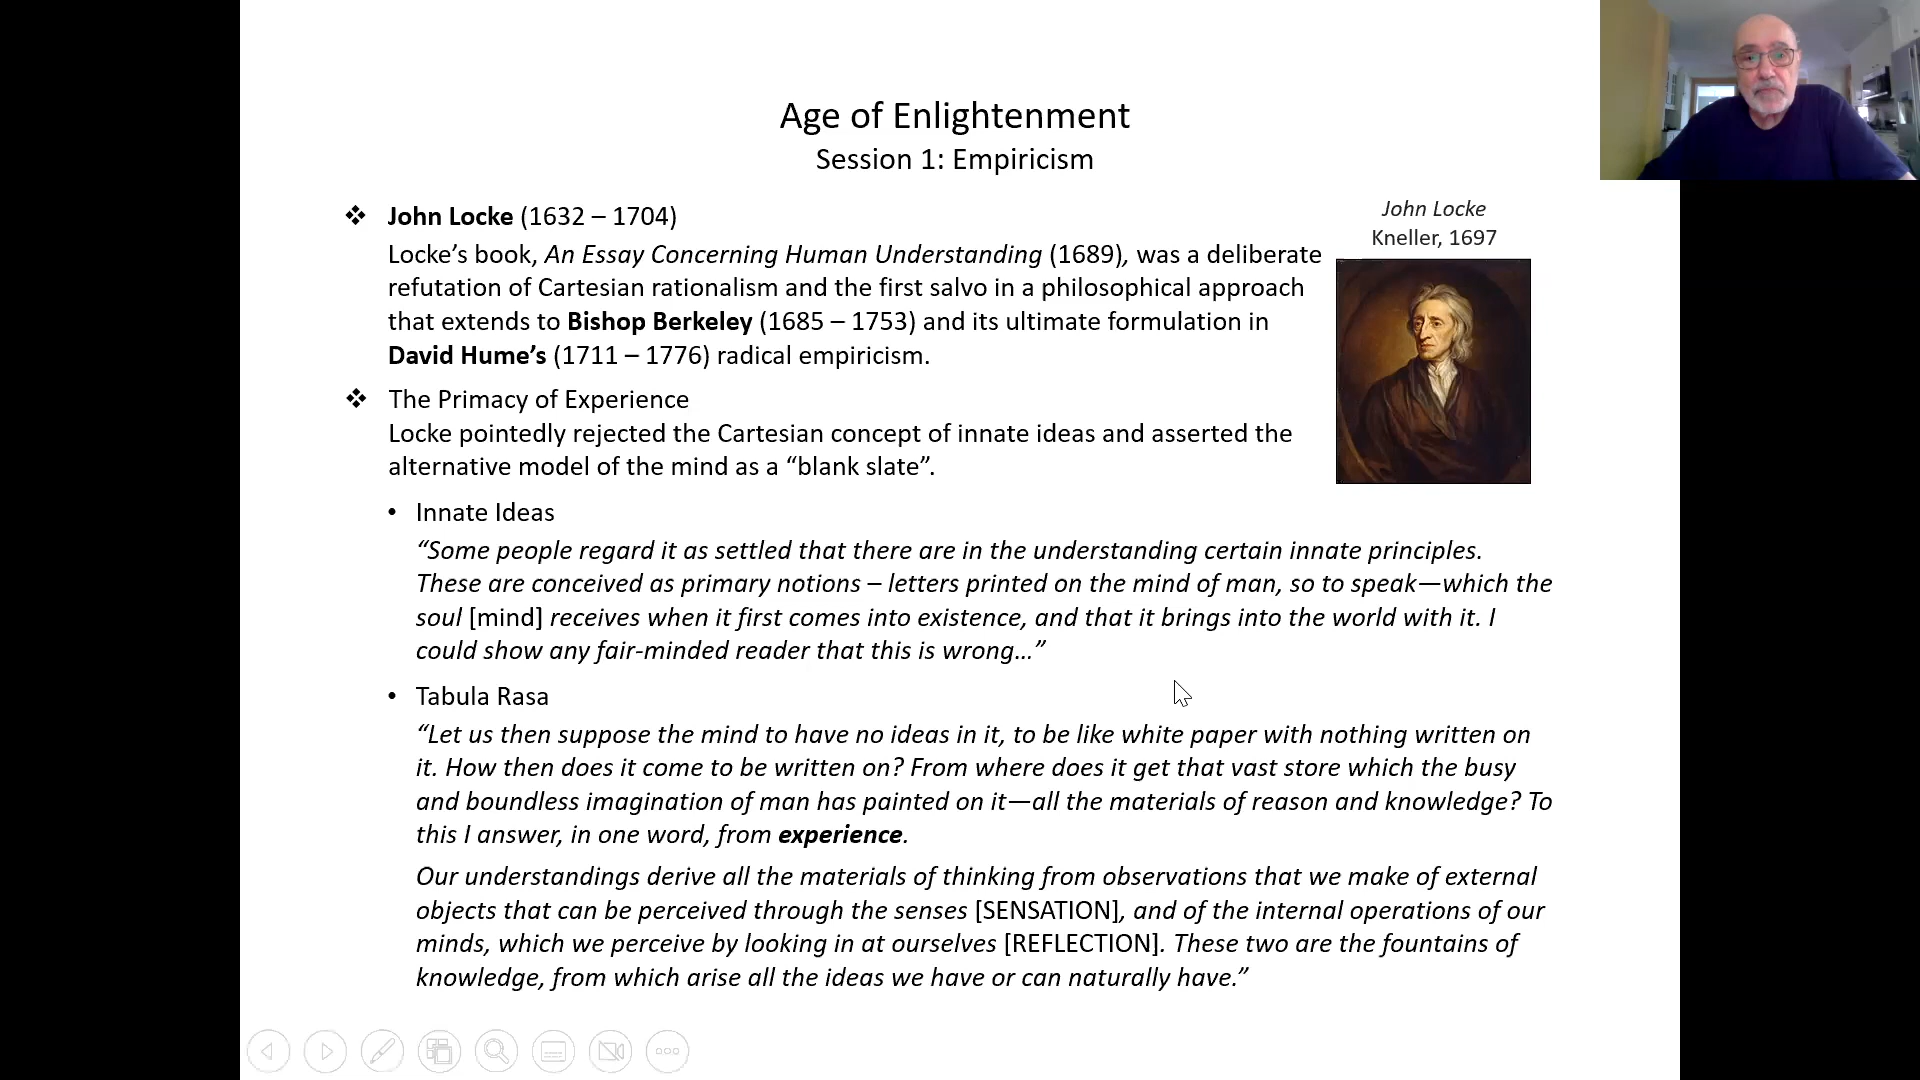 Age of Enlightenment
Session 1: Empiricism
❖ John Locke (1632 – 1704)
Locke’s book, An Essay Concerning Human Understanding (1689), was a deliberate
refutation of Cartesian rationalism and the first salvo in a philosophical approach
that extends to Bishop Berkeley (1685 – 1753) and its ultimate formulation in
David Hume’s (1711 – 1776) radical empiricism.
John Locke
Kneller, 1697
❖ The Primacy of Experience
Locke pointedly rejected the Cartesian concept of innate ideas and asserted the
alternative model of the mind as a “blank slate”.
• Innate Ideas
“Some people regard it as settled that there are in the understanding certain innate principles.
These are conceived as primary notions – letters printed on the mind of man, so to speak—which the
soul [mind] receives when it first comes into existence, and that it brings into the world with it. I
could show any fair-minded reader that this is wrong…”
• Tabula Rasa
“Let us then suppose the mind to have no ideas in it, to be like white paper with nothing written on
it. How then does it come to be written on? From where does it get that vast store which the busy
and boundless imagination of man has painted on it—all the materials of reason and knowledge? To
this I answer, in one word, from experience.
Our understandings derive all the materials of thinking from observations that we make of external
objects that can be perceived through the senses [SENSATION], and of the internal operations of our
minds, which we perceive by looking in at ourselves [REFLECTION]. These two are the fountains of
knowledge, from which arise all the ideas we have or can naturally have.”